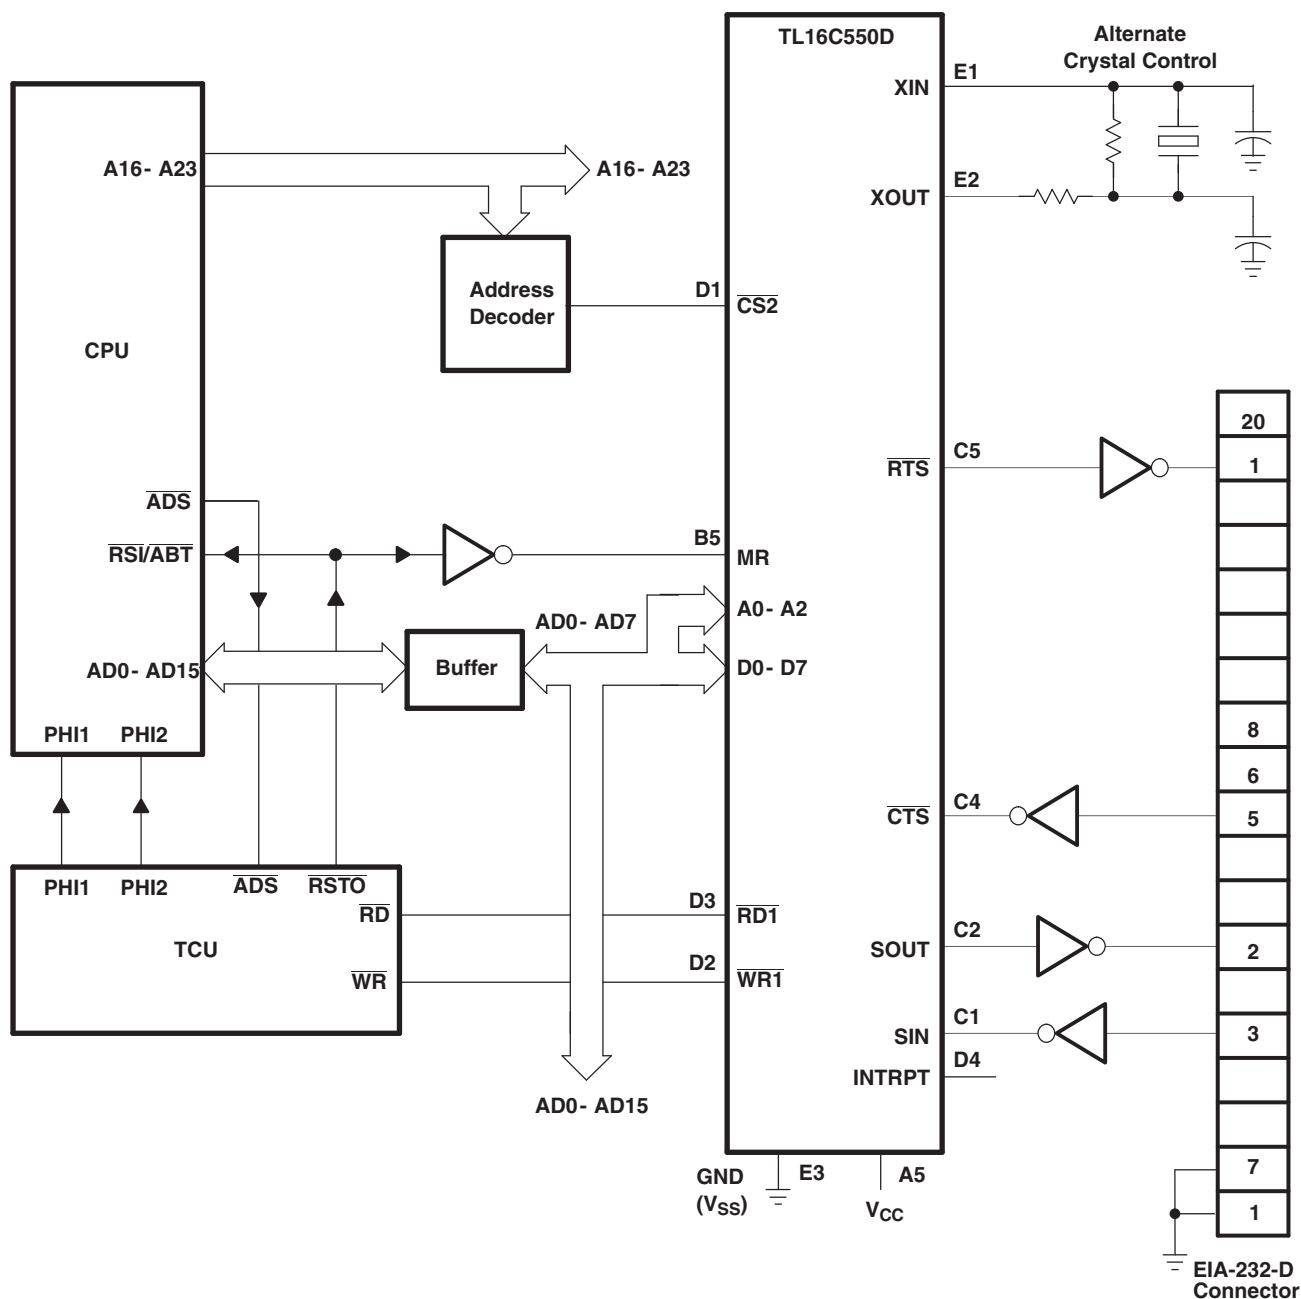 TL16C550D
Alternate
Crystal Control
XIN
E1
A16- A23
A16- A23
XOUT
E2
Address
Decoder
D1
CS2
CPU
20
RTS
C5
1
ADS
RSI/ABT
B5
MR
AD0- AD7
A0- A2
AD0- AD15
Buffer
D0- D7
PHI1
PHI2
8
6
CTS
C4
5
PHI1
PHI2
ADS
RSTO
RD
D3
RD1
TCU
SOUT
C2
2
WR
D2
WR1
SIN
C1
3
D4
INTRPT
AD0- AD15
GND
(VSS)
E3
A5
VCC
7
1
EIA-232-D
Connector